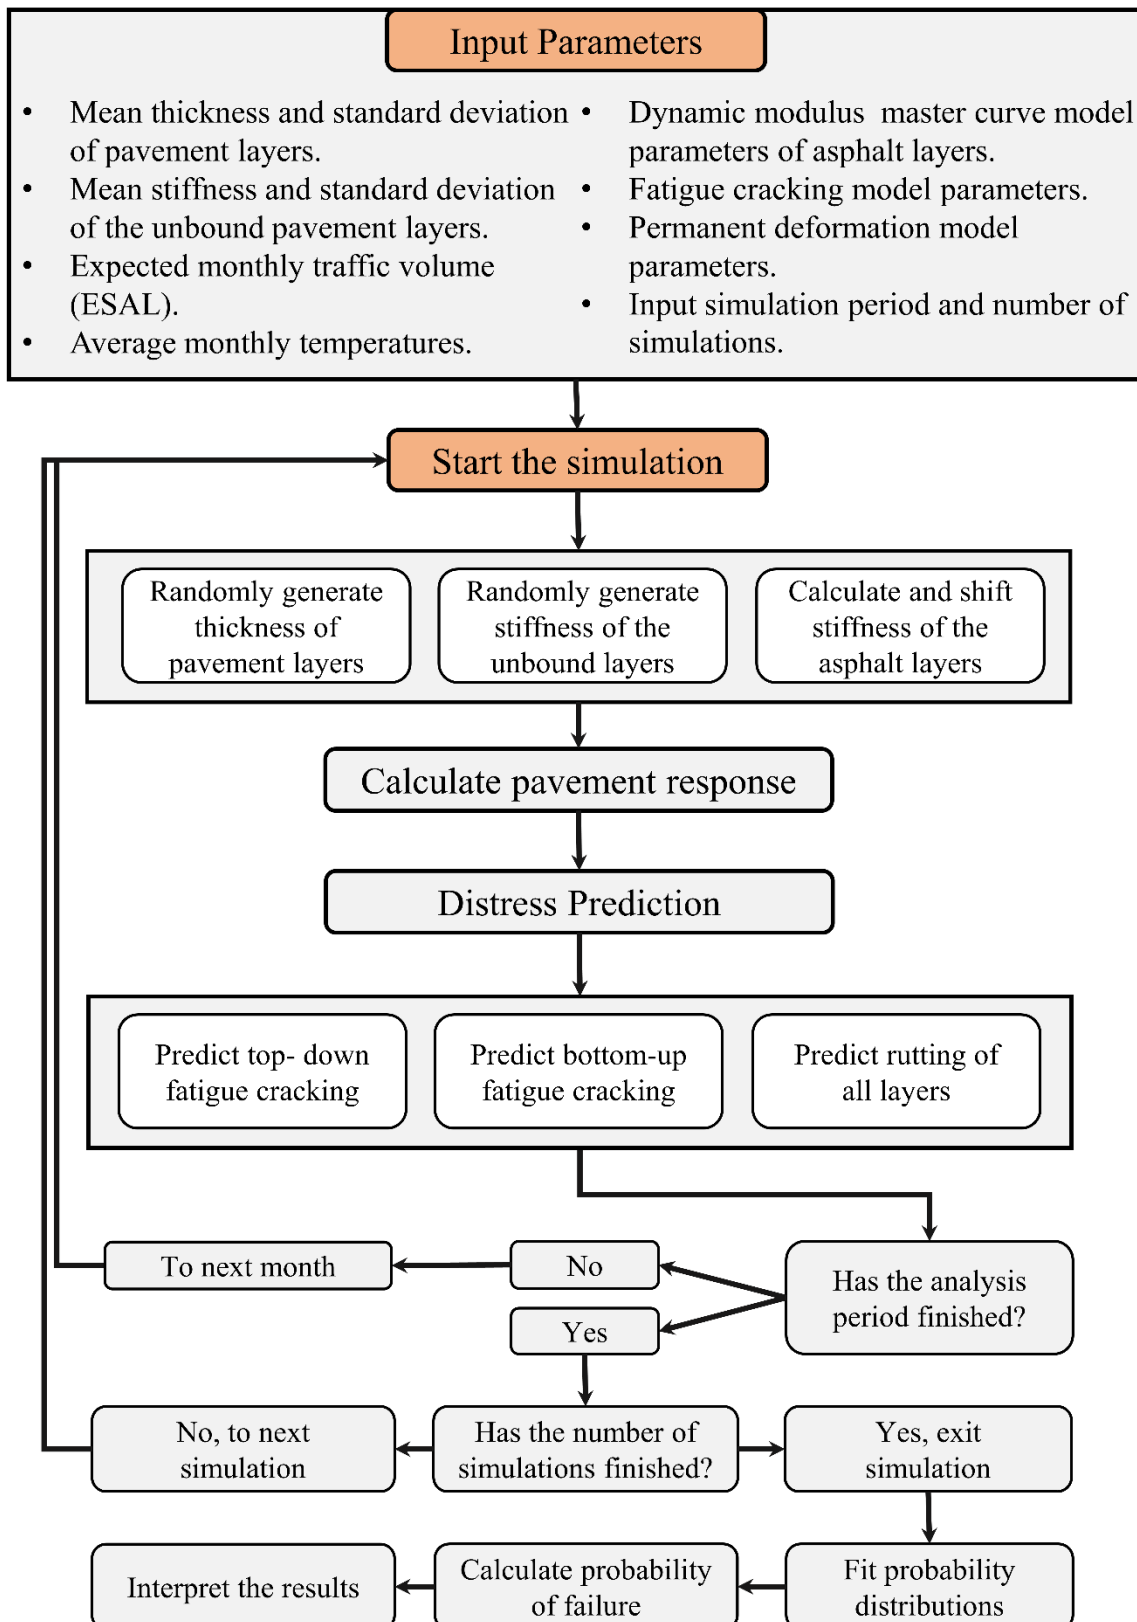 Input Parameters
• Mean thickness and standard deviation
of pavement layers.
• Mean stiffness and standard deviation
of the unbound pavement layers.
• Expected monthly traffic volume
(ESAL).
• Average monthly temperatures.
• Dynamic modulus master curve model
parameters of asphalt layers.
• Fatigue cracking model parameters.
• Permanent deformation model
parameters.
• Input simulation period and number of
simulations.
Start the simulation
Randomly generate
thickness of
pavement layers
Randomly generate
stiffness of the
unbound layers
Calculate and shift
stiffness of the
asphalt layers
Calculate pavement response
Distress Prediction
Predict top- down
fatigue cracking
Predict bottom-up
fatigue cracking
Predict rutting of
all layers
Has the analysis
period finished?
No
To next month
Yes
Has the number of
simulations finished?
No, to next
simulation
Yes, exit
simulation
Fit probability
distributions
Calculate probability
of failure
Interpret the results